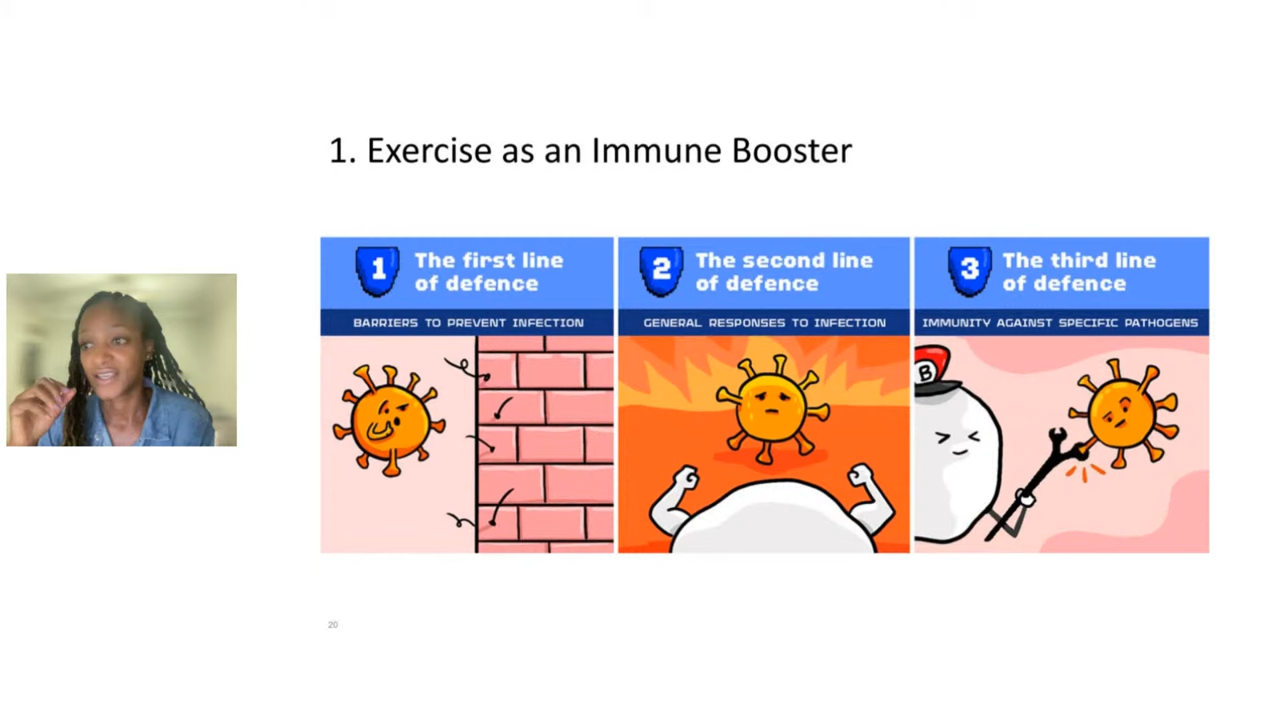 1. Exercise as an Immune Booster
1
The first line
of defence
BARRIERS TO PREVENT INFECTION
2
The second line
of defence
GENERAL RESPONSES TO INFECTION
3
The third line
of defence
IMMUNITY AGAINST SPECIFIC PATHOGENS
B
20